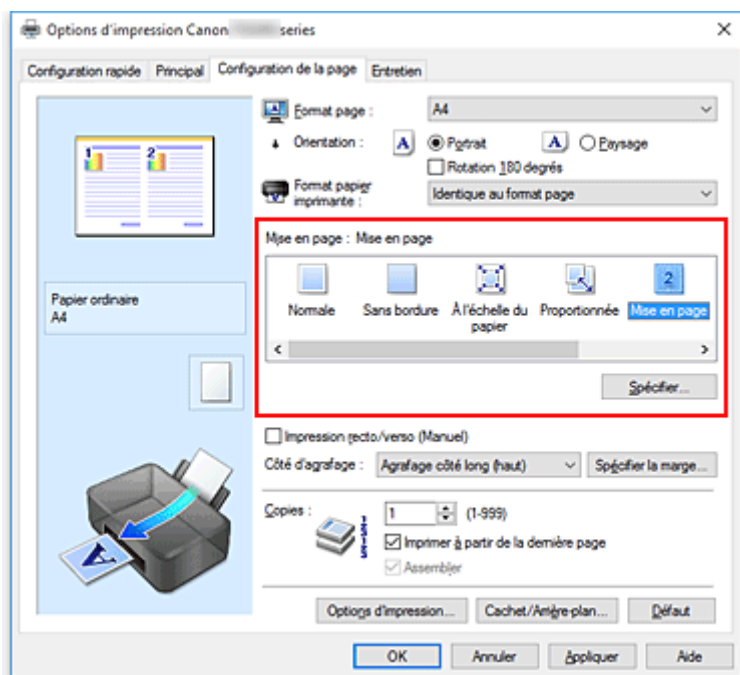 Options d'impression Canon series
Configuration rapide Principal Configuration de la page Entretien
Format page : A4
Orientation : A Portrait A Paysage
Rotation 180 degrés
Format papier
imprimante : Identique au format page
1 2
Mise en page : Mise en page
2
Normale Sans bordure À l'échelle du Proportionnée Mise en page
papier
Papier ordinaire
A4
Spécifier...
Impression recto/verso (Manuel)
Côté d'agrafage : Agrafage côté long (haut) Spécifier la marge...
Copies : 1 (1-999)
Imprimer à partir de la dernière page
Assembler
A
Options d'impression... Cachet/Arrière-plan... Défaut
OK Annuler Appliquer Aide